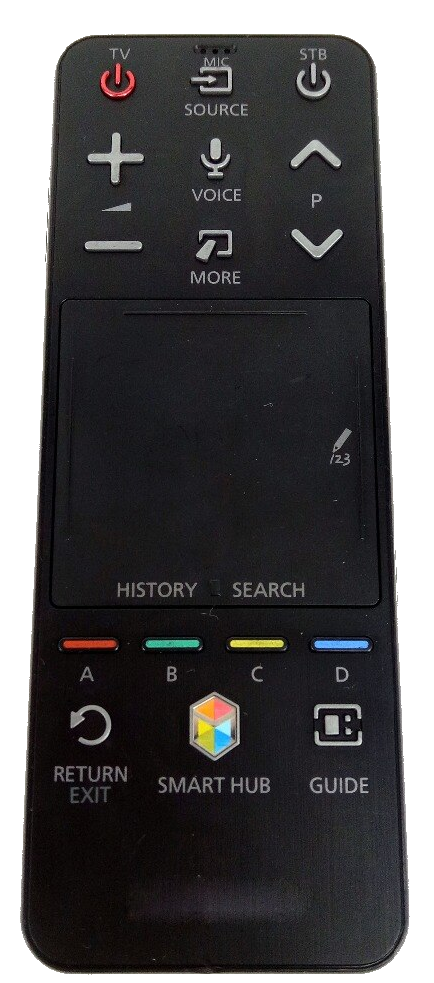 TV MIC STB
SOURCE
VOICE
P
MORE
123
HISTORY SEARCH
A B C D
RETURN
EXIT
SMART HUB GUIDE